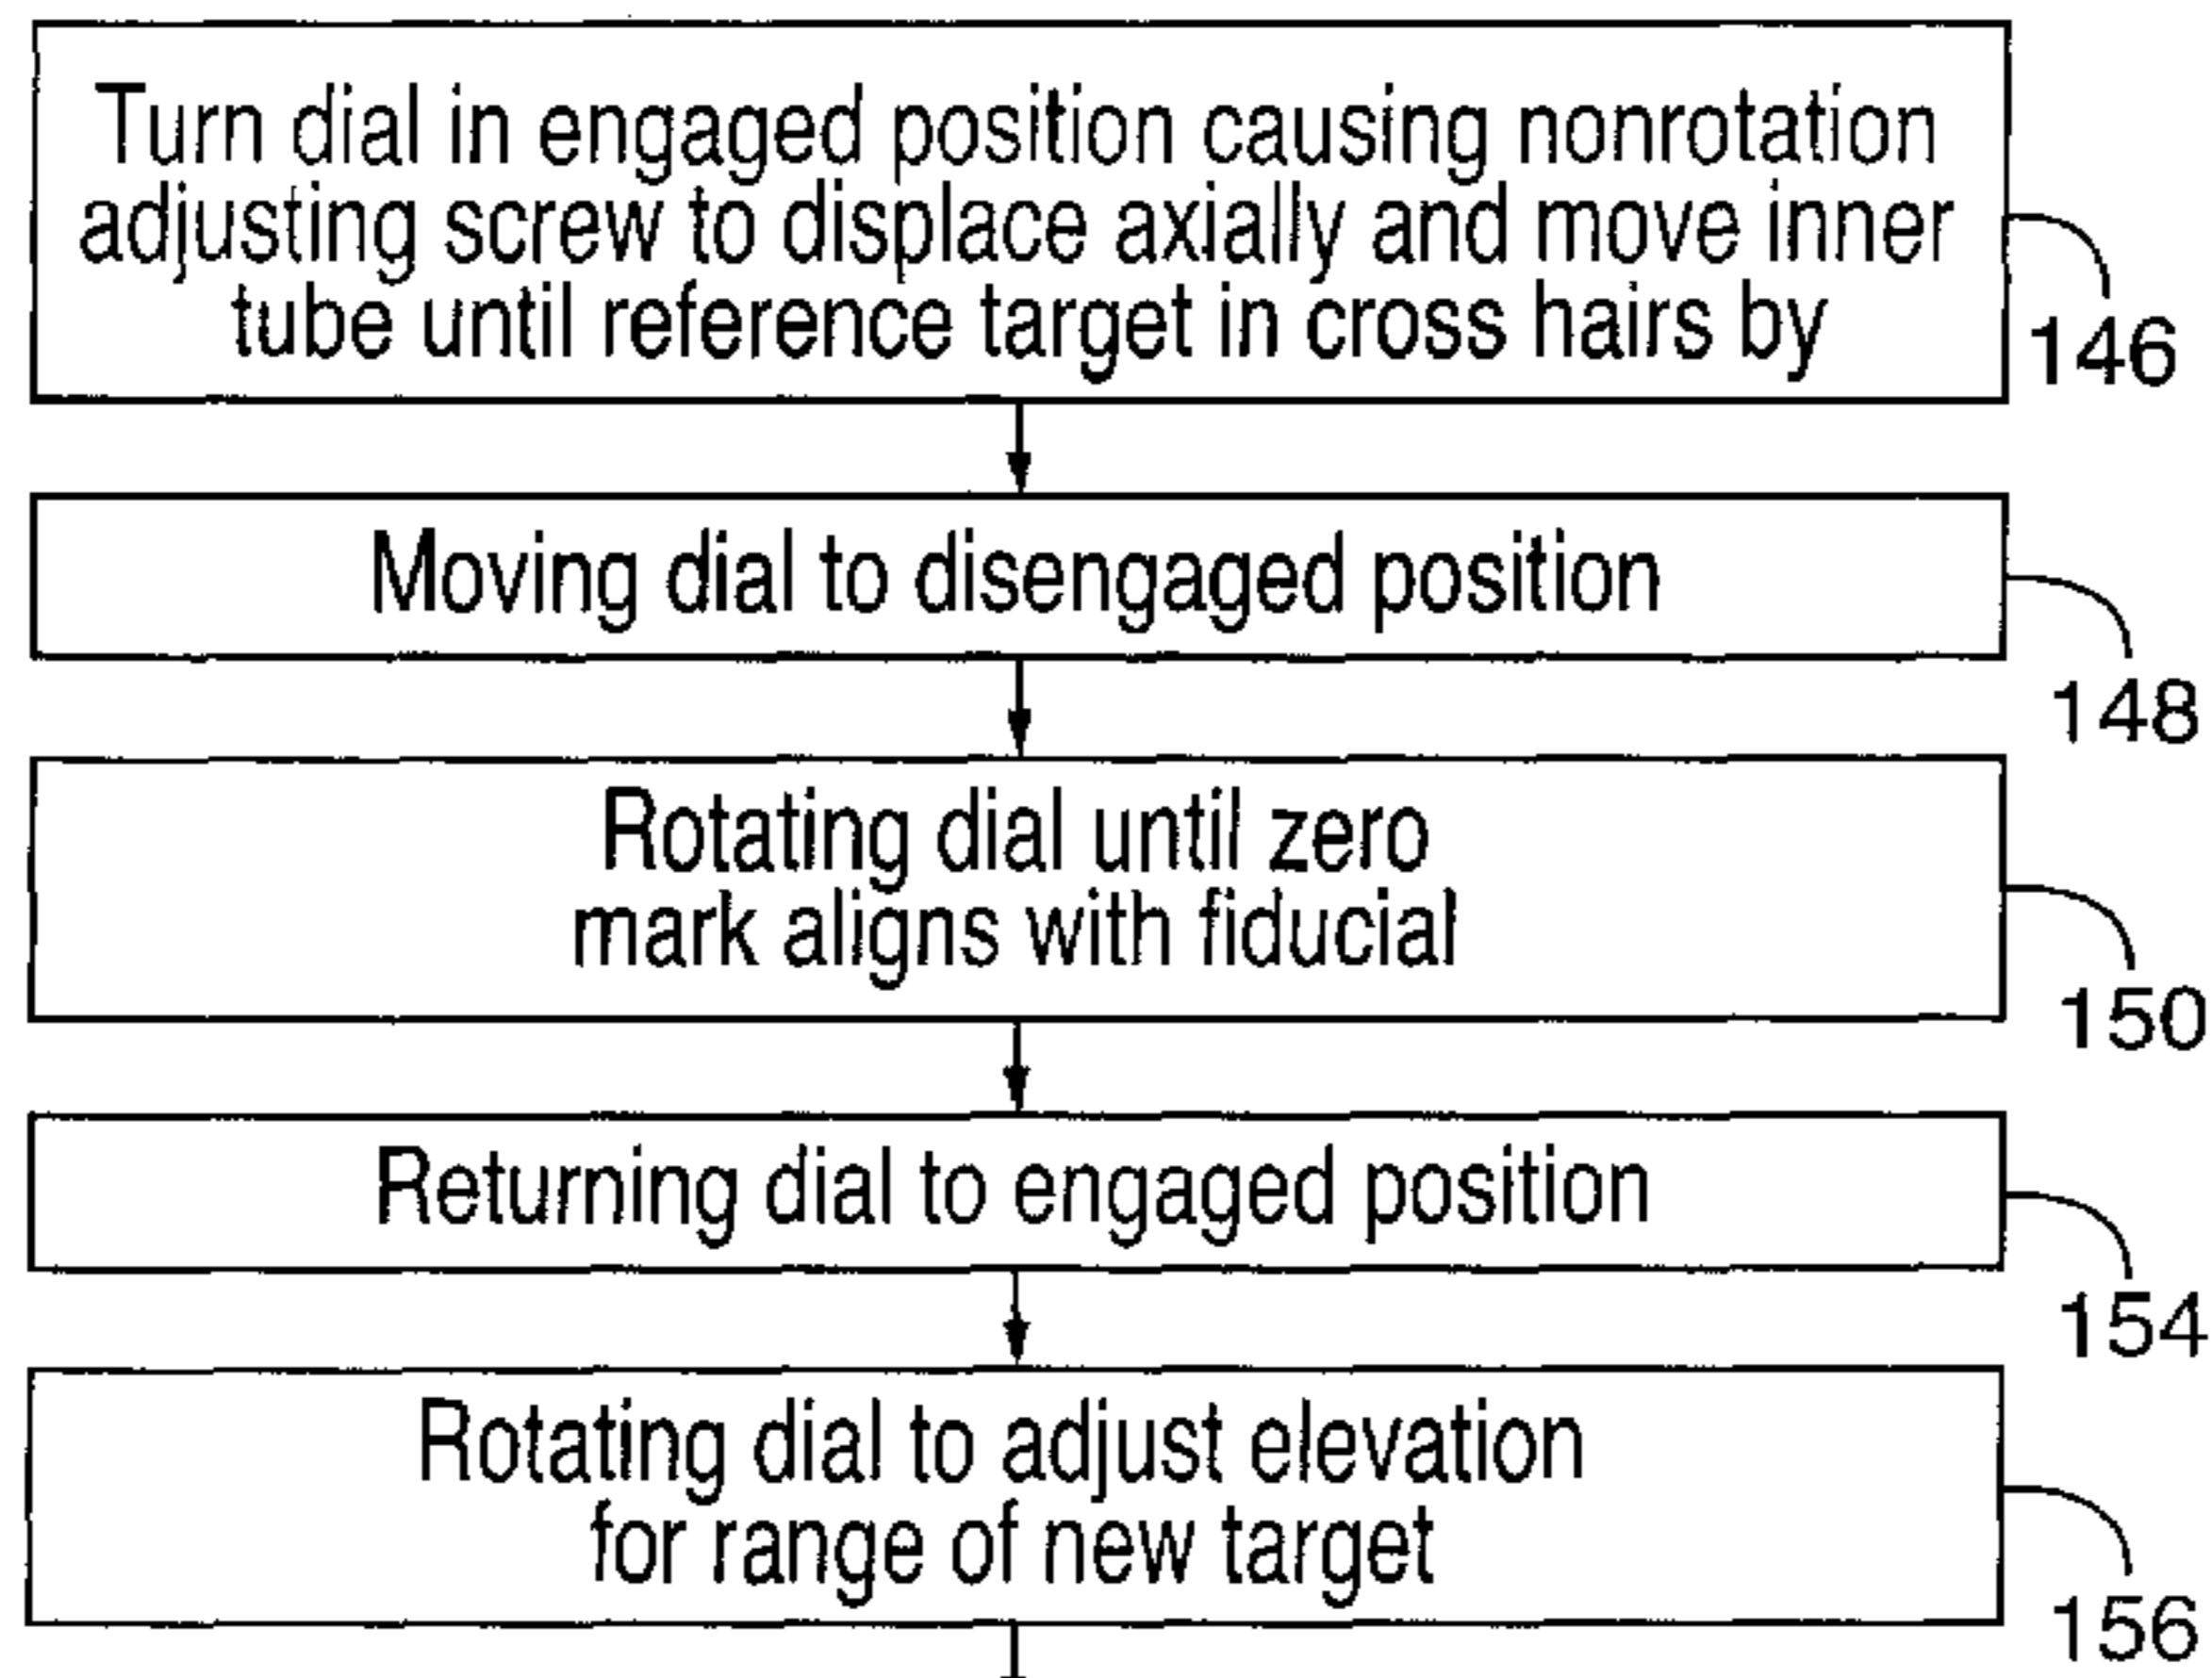 Turn dial in engaged position causing nonrotation
adjusting screw to displace axially and move inner
tube until reference target in cross hairs by
146
Moving dial to disengaged position
148
Rotating dial until zero
mark aligns with fiducial
150
Returning dial to engaged position
154
Rotating dial to adjust elevation
for range of new target
156